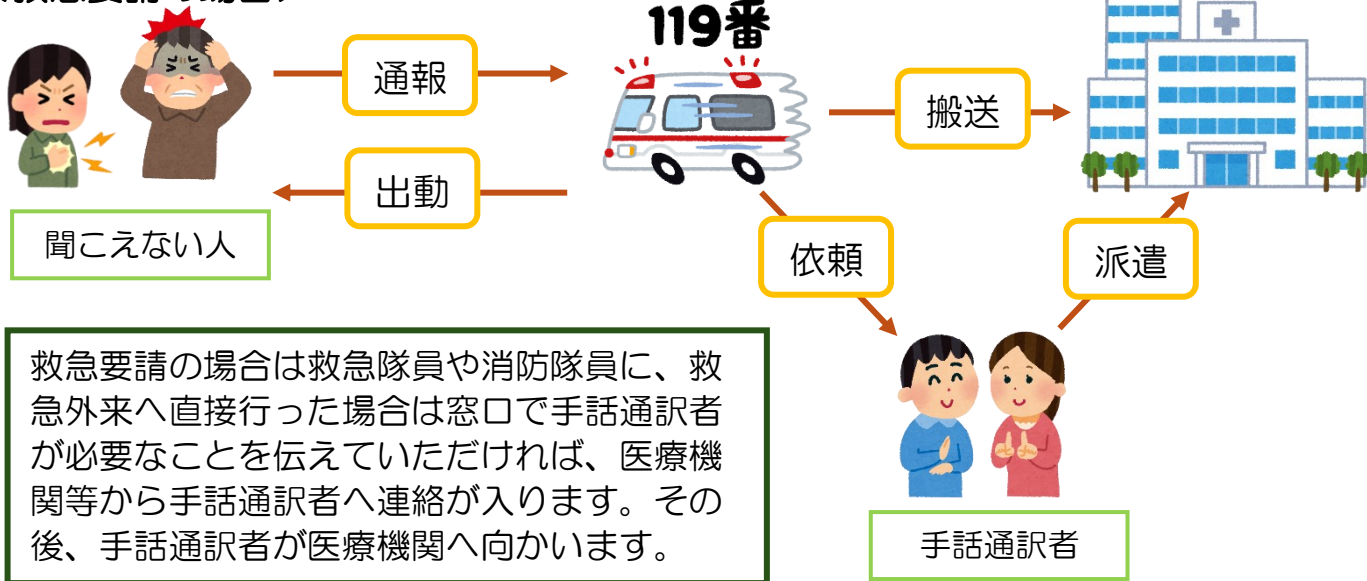 119番
通報
搬送
出動
聞こえない人
依頼
派遣
救急要請の場合は救急隊員や消防隊員に、救
急外来へ直接行った場合は窓口で手話通訳者
が必要なことを伝えていただければ、医療機
関等から手話通訳者へ連絡が入ります。その
後、手話通訳者が医療機関へ向かいます。
手話通訳者